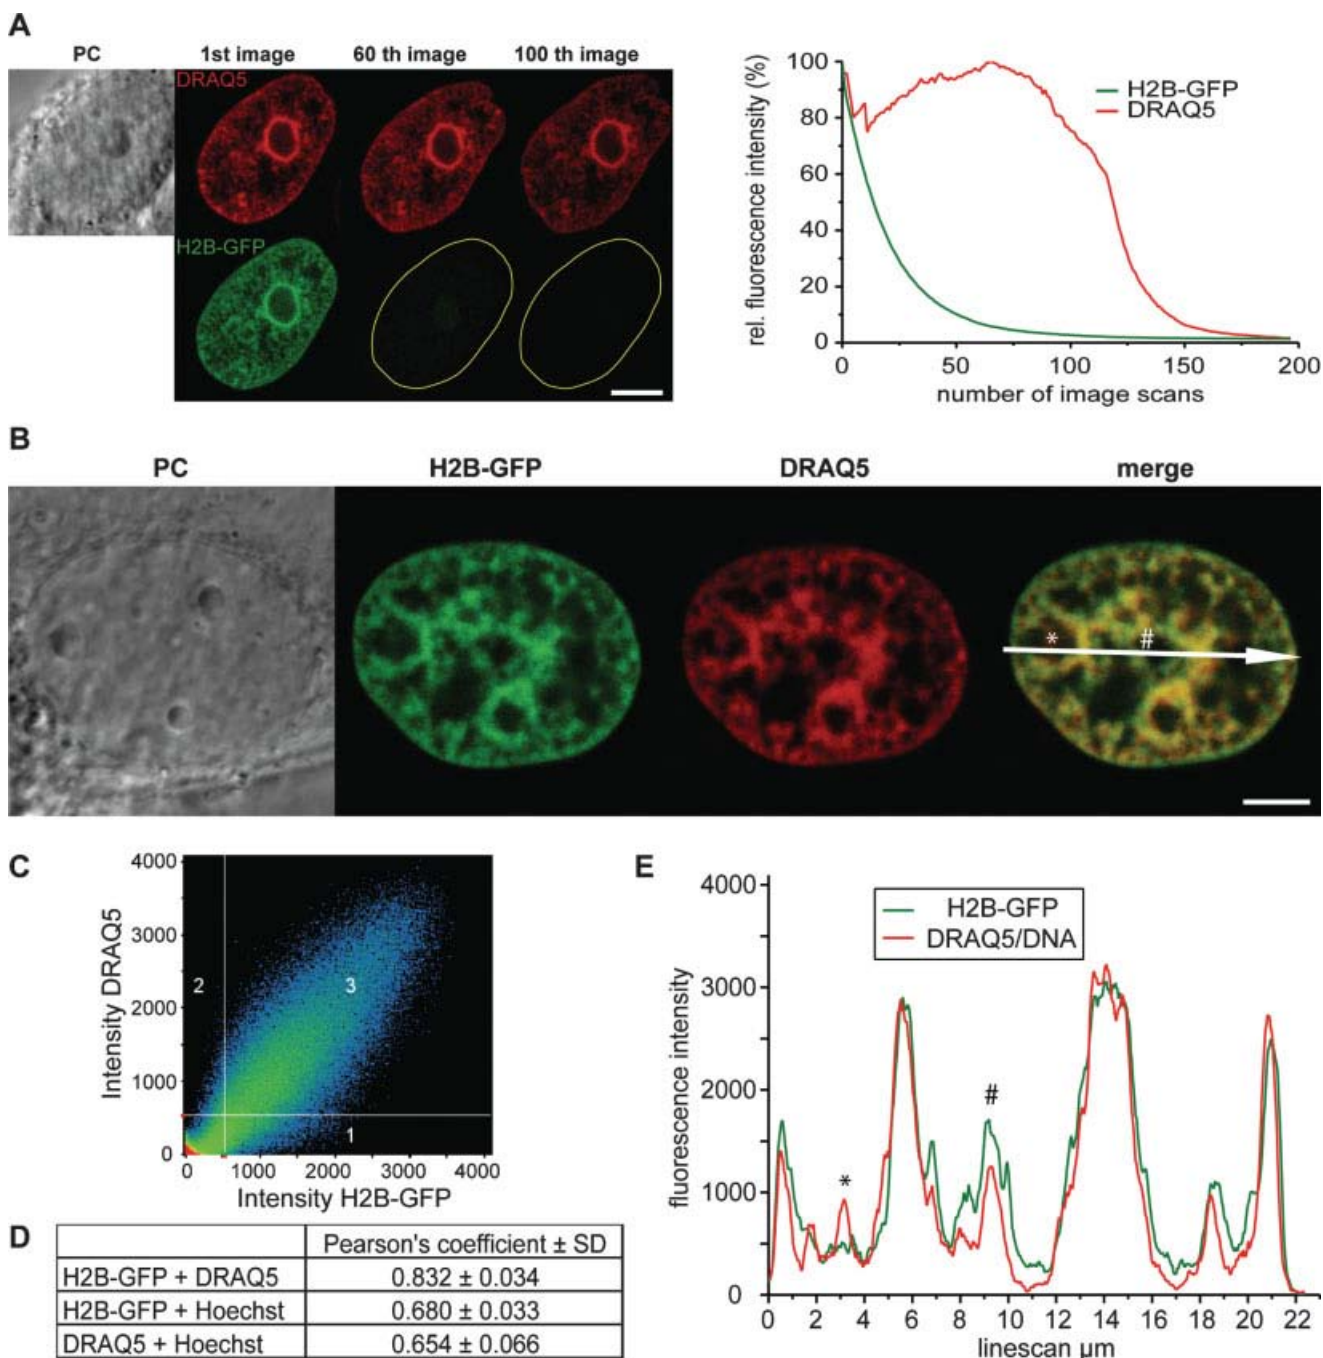 A
PC 1st image 60 th image 100 th image
DRAQ5
H2B-GFP
100
80
60
40
20
0
rel. fluorescence intensity (%)
H2B-GFP
DRAQ5
0 50 100 150 200
number of image scans
B
PC H2B-GFP DRAQ5 merge
* #
C
4000
3000
2000
1000
0
Intensity DRAQ5
2 3
1
0 1000 2000 3000 4000
Intensity H2B-GFP
D
Pearson's coefficient ± SD
H2B-GFP + DRAQ5 0.832 ± 0.034
H2B-GFP + Hoechst 0.680 ± 0.033
DRAQ5 + Hoechst 0.654 ± 0.066
E
4000
3000
2000
1000
0
fluorescence intensity
H2B-GFP
DRAQ5/DNA
#
*
0 2 4 6 8 10 12 14 16 18 20 22
linescan µm